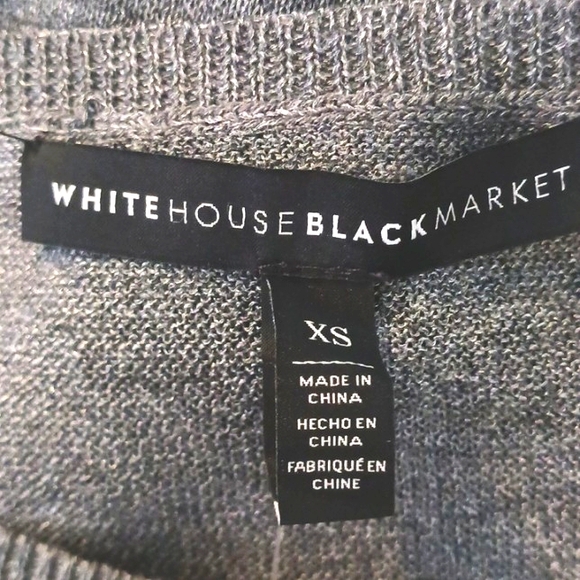 WHITEHOUSEBLACKMARKET
XS
MADE IN
CHINA
HECHO EN
CHINA
FABRIQUÉ EN
CHINE